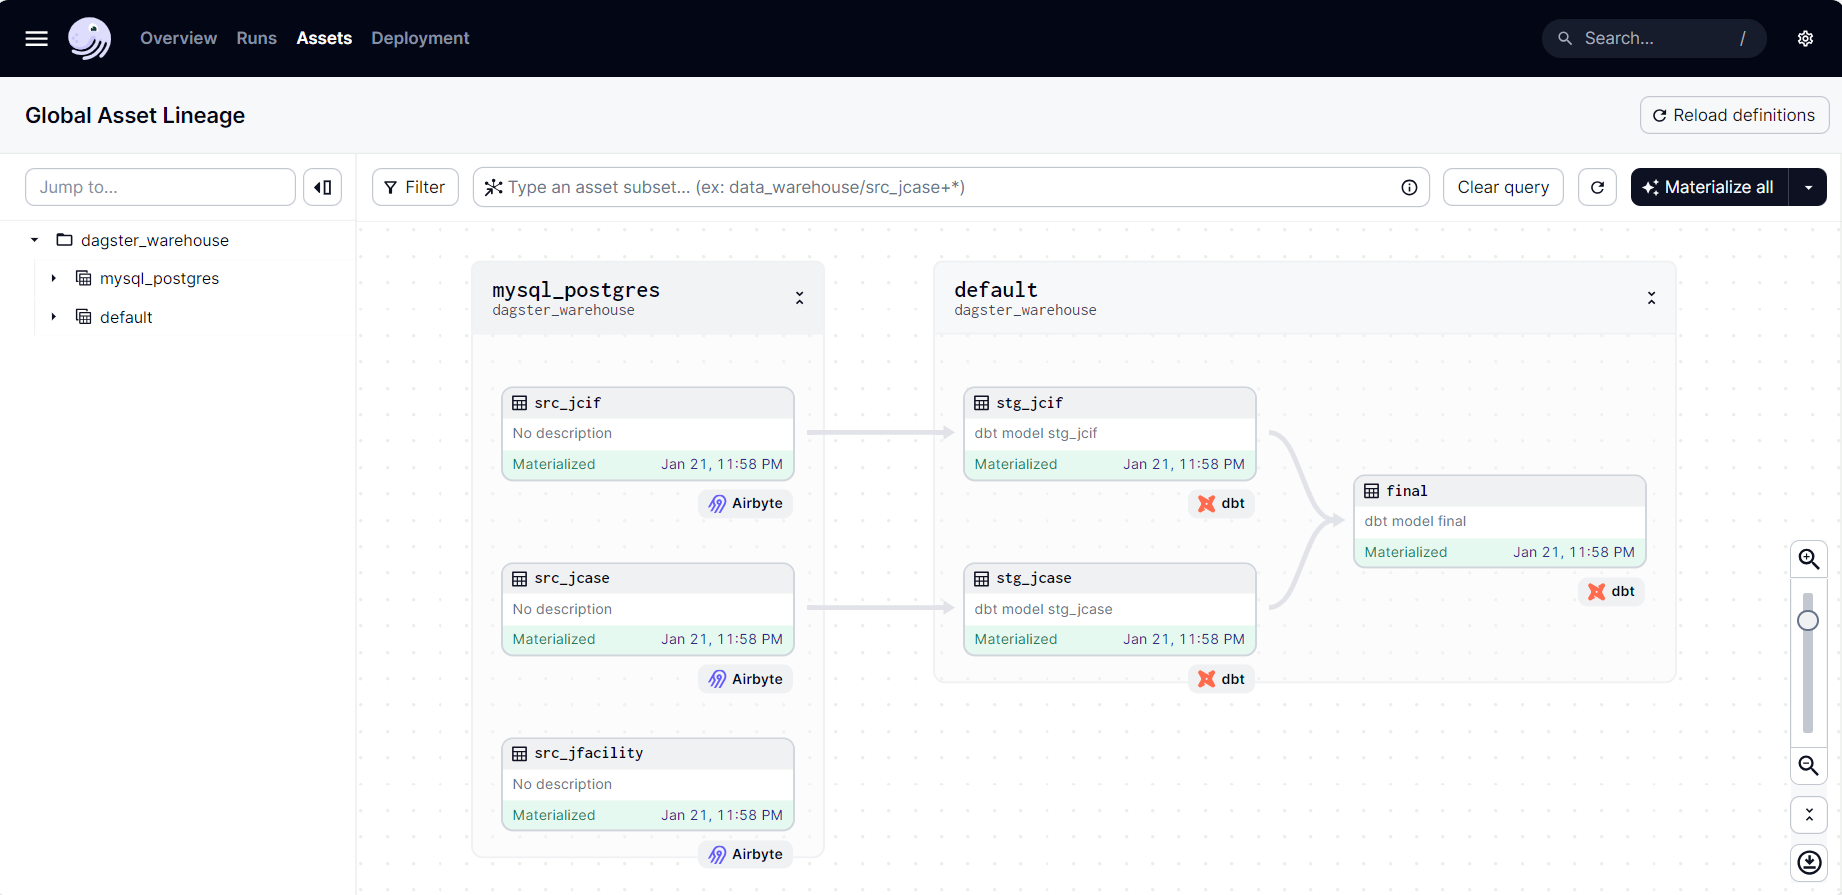 Overview Runs Assets Deployment
Search... /
Global Asset Lineage
Reload definitions
Jump to...
Filter
Type an asset subset... (ex: data_warehouse/src_jcase+*)
Clear query
Materialize all
dagster_warehouse
mysql_postgres
default
mysql_postgres
dagster_warehouse
src_jcif
No description
Materialized Jan 21, 11:58 PM
Airbyte
src_jcase
No description
Materialized Jan 21, 11:58 PM
Airbyte
src_jfacility
No description
Materialized Jan 21, 11:58 PM
Airbyte
default
dagster_warehouse
stg_jcif
dbt model stg_jcif
Materialized Jan 21, 11:58 PM
dbt
stg_jcase
dbt model stg_jcase
Materialized Jan 21, 11:58 PM
dbt
final
dbt model final
Materialized Jan 21, 11:58 PM
dbt